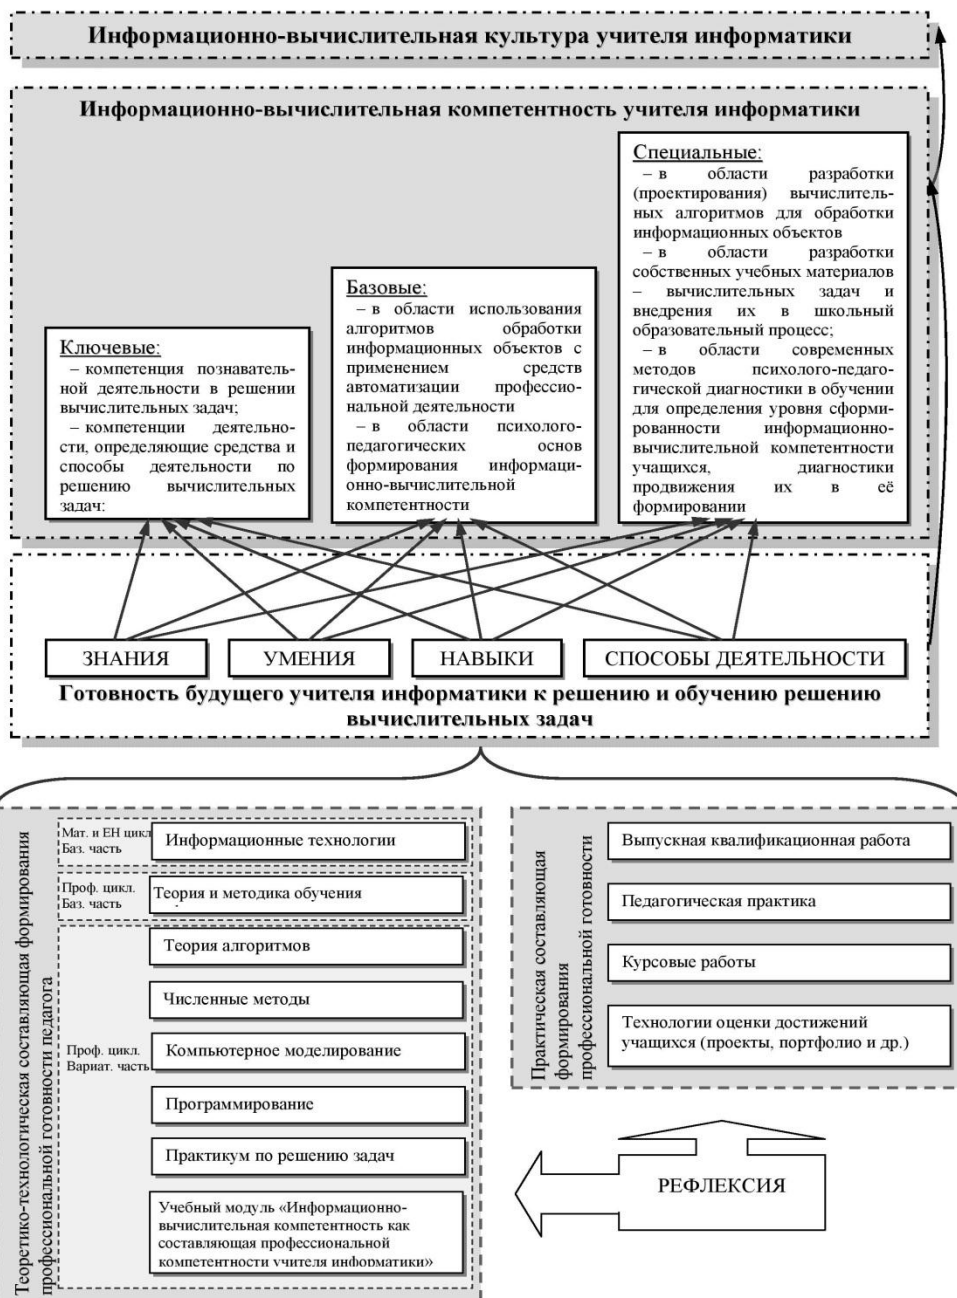 Информационно-вычислительная культура учителя информатики
Информационно-вычислительная компетентность учителя информатики
Ключевые:
– компетенция познаватель-
ной деятельности в решении
вычислительных задач;
– компетенции деятельно-
сти, определяющие средства и
способы деятельности по
решению вычислительных
задач:
Базовые:
– в области использования
алгоритмов обработки
информационных объектов с
применением средств
автоматизации профессио-
нальной деятельности
– в области психолого-
педагогических основ
формирования информаци-
онно-вычислительной
компетентности
Специальные:
– в области разработки
(проектирования) вычислитель-
ных алгоритмов для обработки
информационных объектов
– в области разработки
собственных учебных материалов
– вычислительных задач и
внедрения их в школьный
образовательный процесс;
– в области современных
методов психолого-педаго-
гической диагностики в обучении
для определения уровня сформи-
рованности информационно-
вычислительной компетентности
учащихся, диагностики
продвижения их в её
формировании
ЗНАНИЯ
УМЕНИЯ
НАВЫКИ
СПОСОБЫ ДЕЯТЕЛЬНОСТИ
Готовность будущего учителя информатики к решению и обучению решению
вычислительных задач
Теоретико-технологическая составляющая формирования
профессиональной готовности педагога
Мат. и ЕН цикл
Баз. часть
Информационные технологии
Проф. цикл.
Баз. часть
Теория и методика обучения
Проф. цикл.
Вариат. часть
Теория алгоритмов
Численные методы
Компьютерное моделирование
Программирование
Практикум по решению задач
Учебный модуль «Информационно-
вычислительная компетентность как
составляющая профессиональной
компетентности учителя информатики»
Практическая составляющая
формирования
профессиональной готовности
Выпускная квалификационная работа
Педагогическая практика
Курсовые работы
Технологии оценки достижений
учащихся (проекты, портфолио и др.)
РЕФЛЕКСИЯ